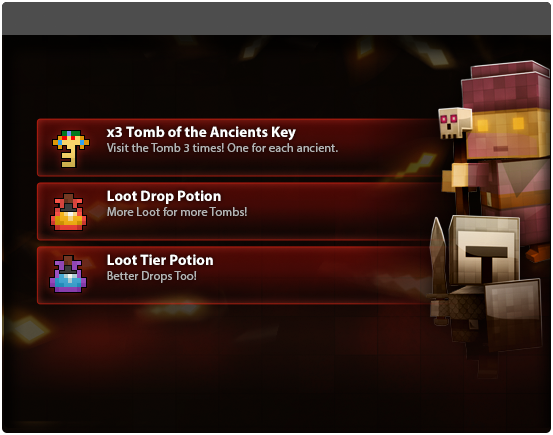 x3 Tomb of the Ancients Key
Visit the Tomb 3 times! One for each ancient.
Loot Drop Potion
More Loot for more Tombs!
Loot Tier Potion
Better Drops Too!